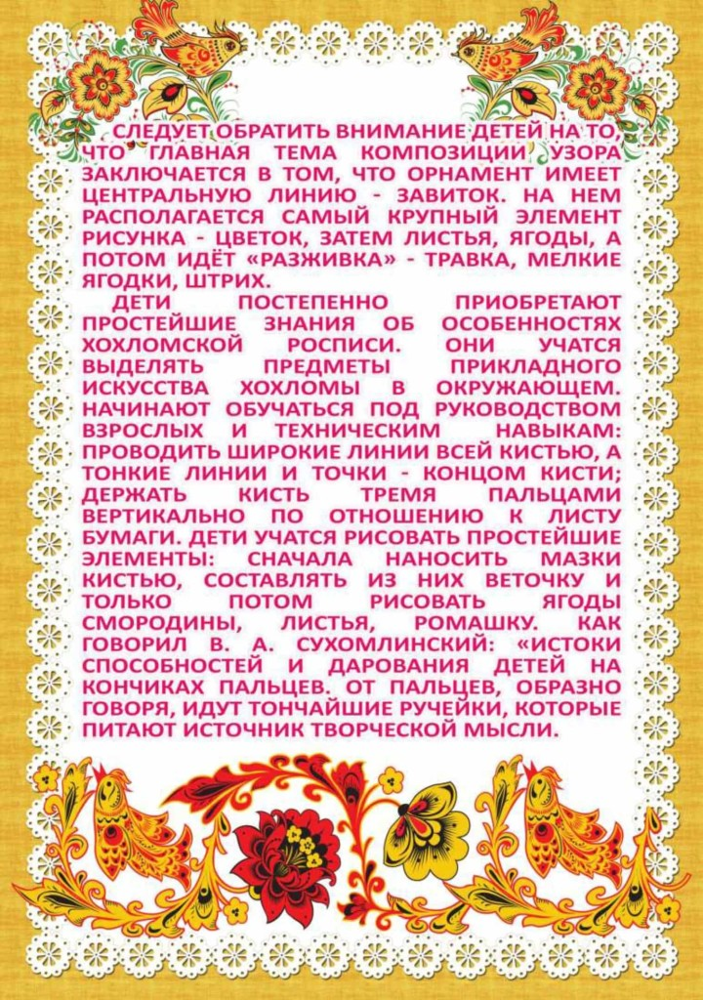 СЛЕДУЕТ ОБРАТИТЬ ВНИМАНИЕ ДЕТЕЙ НА ТО,
ЧТО ГЛАВНАЯ ТЕМА КОМПОЗИЦИИ УЗОРА
ЗАКЛЮЧАЕТСЯ В ТОМ, ЧТО ОРНАМЕНТ ИМЕЕТ
ЦЕНТРАЛЬНУЮ ЛИНИЮ - ЗАВИТОК. НА НЕМ
РАСПОЛАГАЕТСЯ САМЫЙ КРУПНЫЙ ЭЛЕМЕНТ
РИСУНКА - ЦВЕТОК, ЗАТЕМ ЛИСТЬЯ, ЯГОДЫ, А
ПОТОМ ИДЁТ «РАЗЖИВКА» - ТРАВКА, МЕЛКИЕ
ЯГОДКИ, ШТРИХ.
ДЕТИ ПОСТЕПЕННО ПРИОБРЕТАЮТ
ПРОСТЕЙШИЕ ЗНАНИЯ ОБ ОСОБЕННОСТЯХ
ХОХЛОМСКОЙ РОСПИСИ. ОНИ УЧАТСЯ
ВЫДЕЛЯТЬ ПРЕДМЕТЫ ПРИКЛАДНОГО
ИСКУССТВА ХОХЛОМЫ В ОКРУЖАЮЩЕМ.
НАЧИНАЮТ ОБУЧАТЬСЯ ПОД РУКОВОДСТВОМ
ВЗРОСЛЫХ И ТЕХНИЧЕСКИМ НАВЫКАМ:
ПРОВОДИТЬ ШИРОКИЕ ЛИНИИ ВСЕЙ КИСТЬЮ, А
ТОНКИЕ ЛИНИИ И ТОЧКИ - КОНЦОМ КИСТИ;
ДЕРЖАТЬ КИСТЬ ТРЕМЯ ПАЛЬЦАМИ
ВЕРТИКАЛЬНО ПО ОТНОШЕНИЮ К ЛИСТУ
БУМАГИ. ДЕТИ УЧАТСЯ РИСОВАТЬ ПРОСТЕЙШИЕ
ЭЛЕМЕНТЫ: СНАЧАЛА НАНОСИТЬ МАЗКИ
КИСТЬЮ, СОСТАВЛЯТЬ ИЗ НИХ ВЕТОЧКУ И
ТОЛЬКО ПОТОМ РИСОВАТЬ ЯГОДЫ
СМОРОДИНЫ, ЛИСТЬЯ, РОМАШКУ. КАК
ГОВОРИЛ В. А. СУХОМЛИНСКИЙ: «ИСТОКИ
СПОСОБНОСТЕЙ И ДАРОВАНИЯ ДЕТЕЙ НА
КОНЧИКАХ ПАЛЬЦЕВ. ОТ ПАЛЬЦЕВ, ОБРАЗНО
ГОВОРЯ, ИДУТ ТОНЧАЙШИЕ РУЧЕЙКИ, КОТОРЫЕ
ПИТАЮТ ИСТОЧНИК ТВОРЧЕСКОЙ МЫСЛИ.